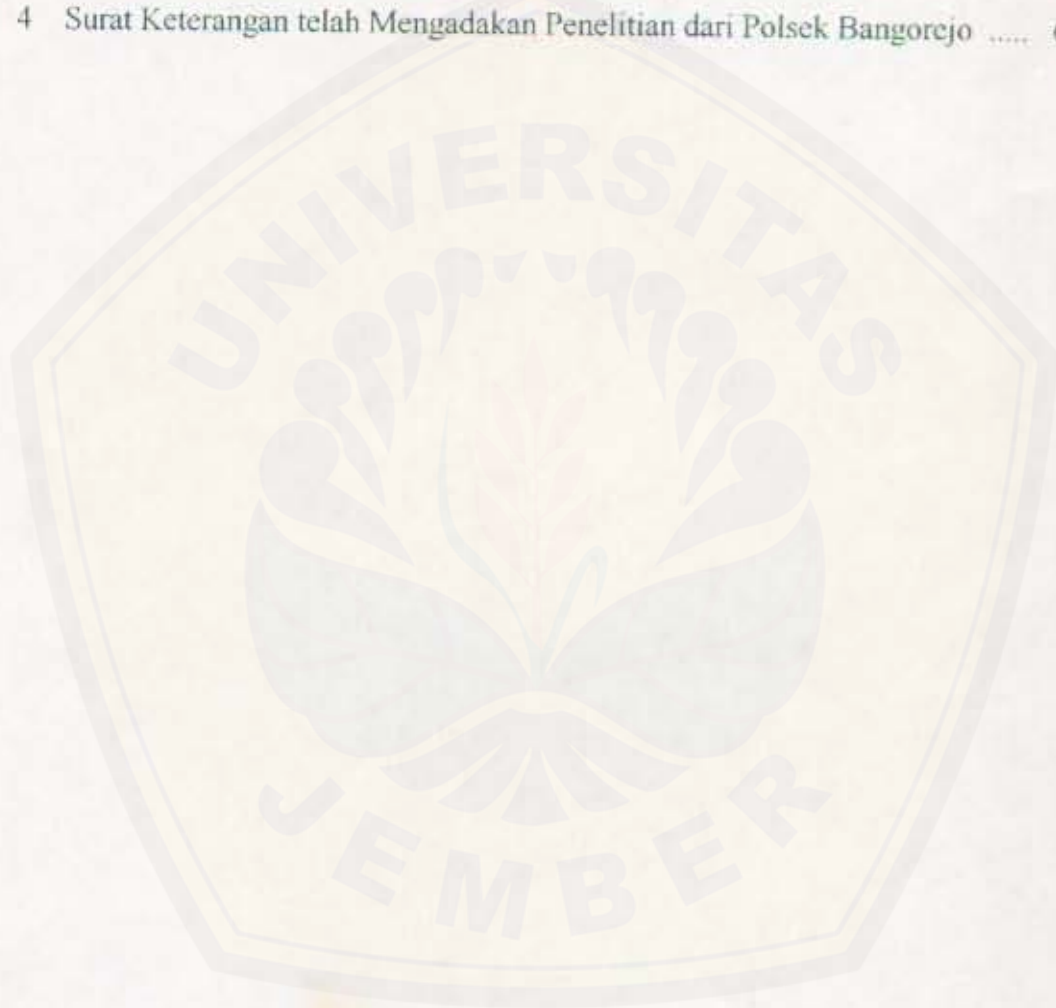 4 Surat Keterangan telah Mengadakan Penelitian dari Polsek Bangorejo .....
UNIVERSITAS
JEMBER